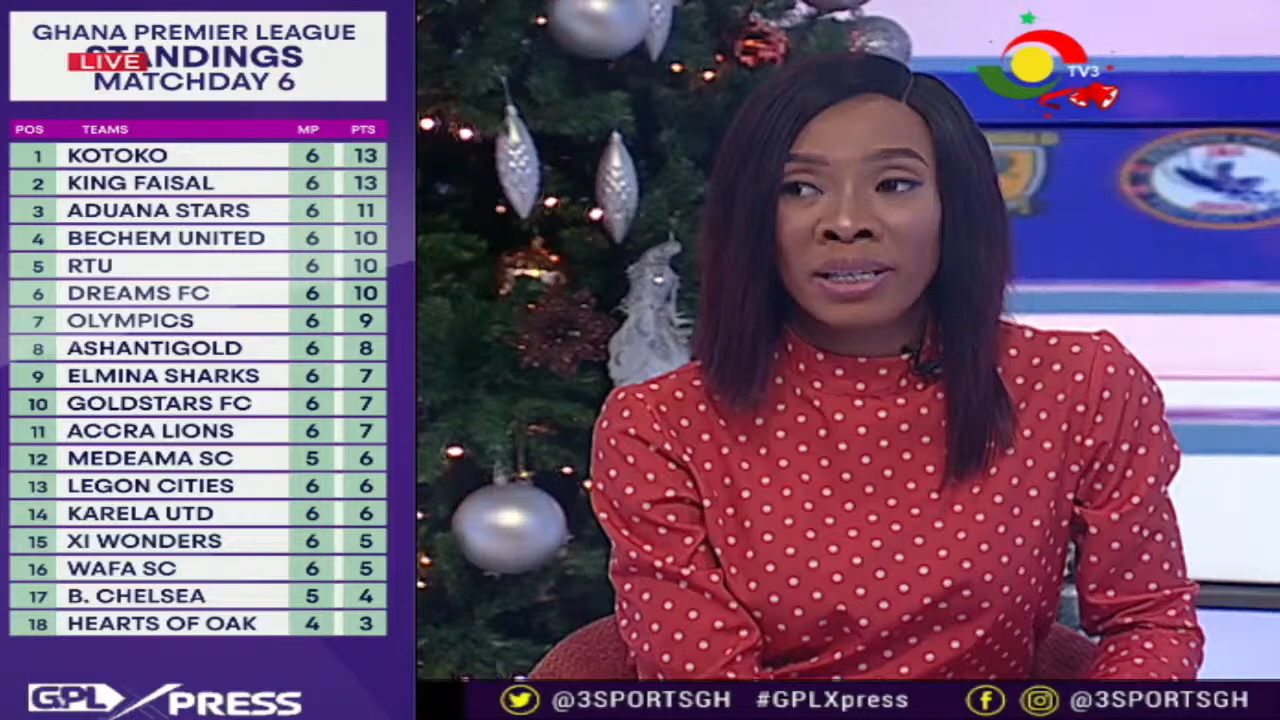 GHANA PREMIER LEAGUE
STANDINGS
LIVE
MATCHDAY 6
POS TEAMS MP PTS
1 KOTOKO 6 13
2 KING FAISAL 6 13
3 ADUANA STARS 6 11
4 BECHEM UNITED 6 10
5 RTU 6 10
6 DREAMS FC 6 10
7 OLYMPICS 6 9
8 ASHANTIGOLD 6 8
9 ELMINA SHARKS 6 7
10 GOLDSTARS FC 6 7
11 ACCRA LIONS 6 7
12 MEDEAMA SC 5 6
13 LEGON CITIES 6 6
14 KARELA UTD 6 6
15 XI WONDERS 6 5
16 WAFA SC 6 5
17 B. CHELSEA 5 4
18 HEARTS OF OAK 4 3
GPL XPRESS
TV3
@3SPORTSGH #GPLXpress @3SPORTSGH